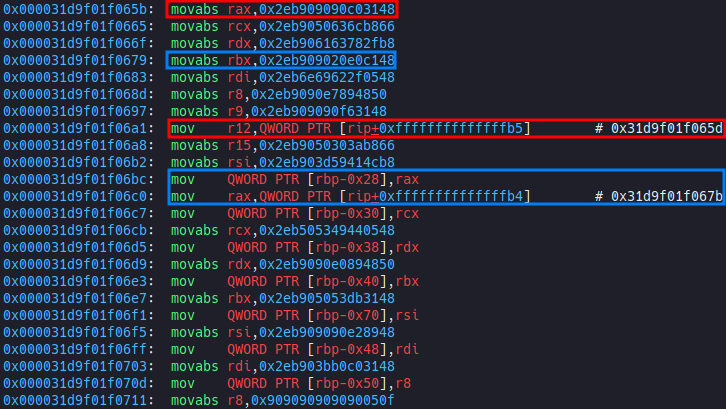 0x000031d9f01f065b: movabs rax,0x2eb909090c03148
0x000031d9f01f0665: movabs rcx,0x2eb9050636cb866
0x000031d9f01f066f: movabs rdx,0x2eb906163782fb8
0x000031d9f01f0679: movabs rbx,0x2eb909020e0c148
0x000031d9f01f0683: movabs rdi,0x2eb6e69622f0548
0x000031d9f01f068d: movabs r8,0x2eb9090e7894850
0x000031d9f01f0697: movabs r9,0x2eb909090f63148
0x000031d9f01f06a1: mov r12,QWORD PTR [rip+0xffffffffffffffb5] # 0x31d9f01f065d
0x000031d9f01f06a8: movabs r15,0x2eb9050303ab866
0x000031d9f01f06b2: movabs rsi,0x2eb903d59414cb8
0x000031d9f01f06bc: mov QWORD PTR [rbp-0x28],rax
0x000031d9f01f06c0: mov rax,QWORD PTR [rip+0xffffffffffffffb4] # 0x31d9f01f067b
0x000031d9f01f06c7: mov QWORD PTR [rbp-0x30],rcx
0x000031d9f01f06cb: movabs rcx,0x2eb505349440548
0x000031d9f01f06d5: mov QWORD PTR [rbp-0x38],rdx
0x000031d9f01f06d9: movabs rdx,0x2eb9090e0894850
0x000031d9f01f06e3: mov QWORD PTR [rbp-0x40],rbx
0x000031d9f01f06e7: movabs rbx,0x2eb905053db3148
0x000031d9f01f06f1: mov QWORD PTR [rbp-0x70],rsi
0x000031d9f01f06f5: movabs rsi,0x2eb909090e28948
0x000031d9f01f06ff: mov QWORD PTR [rbp-0x48],rdi
0x000031d9f01f0703: movabs rdi,0x2eb903bb0c03148
0x000031d9f01f070d: mov QWORD PTR [rbp-0x50],r8
0x000031d9f01f0711: movabs r8,0x909090909090050f